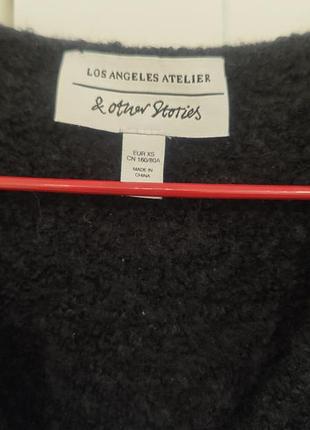 LOS ANGELES ATELIER
& other Stories
EUR XS
CN 160/80A
MADE IN
CHINA